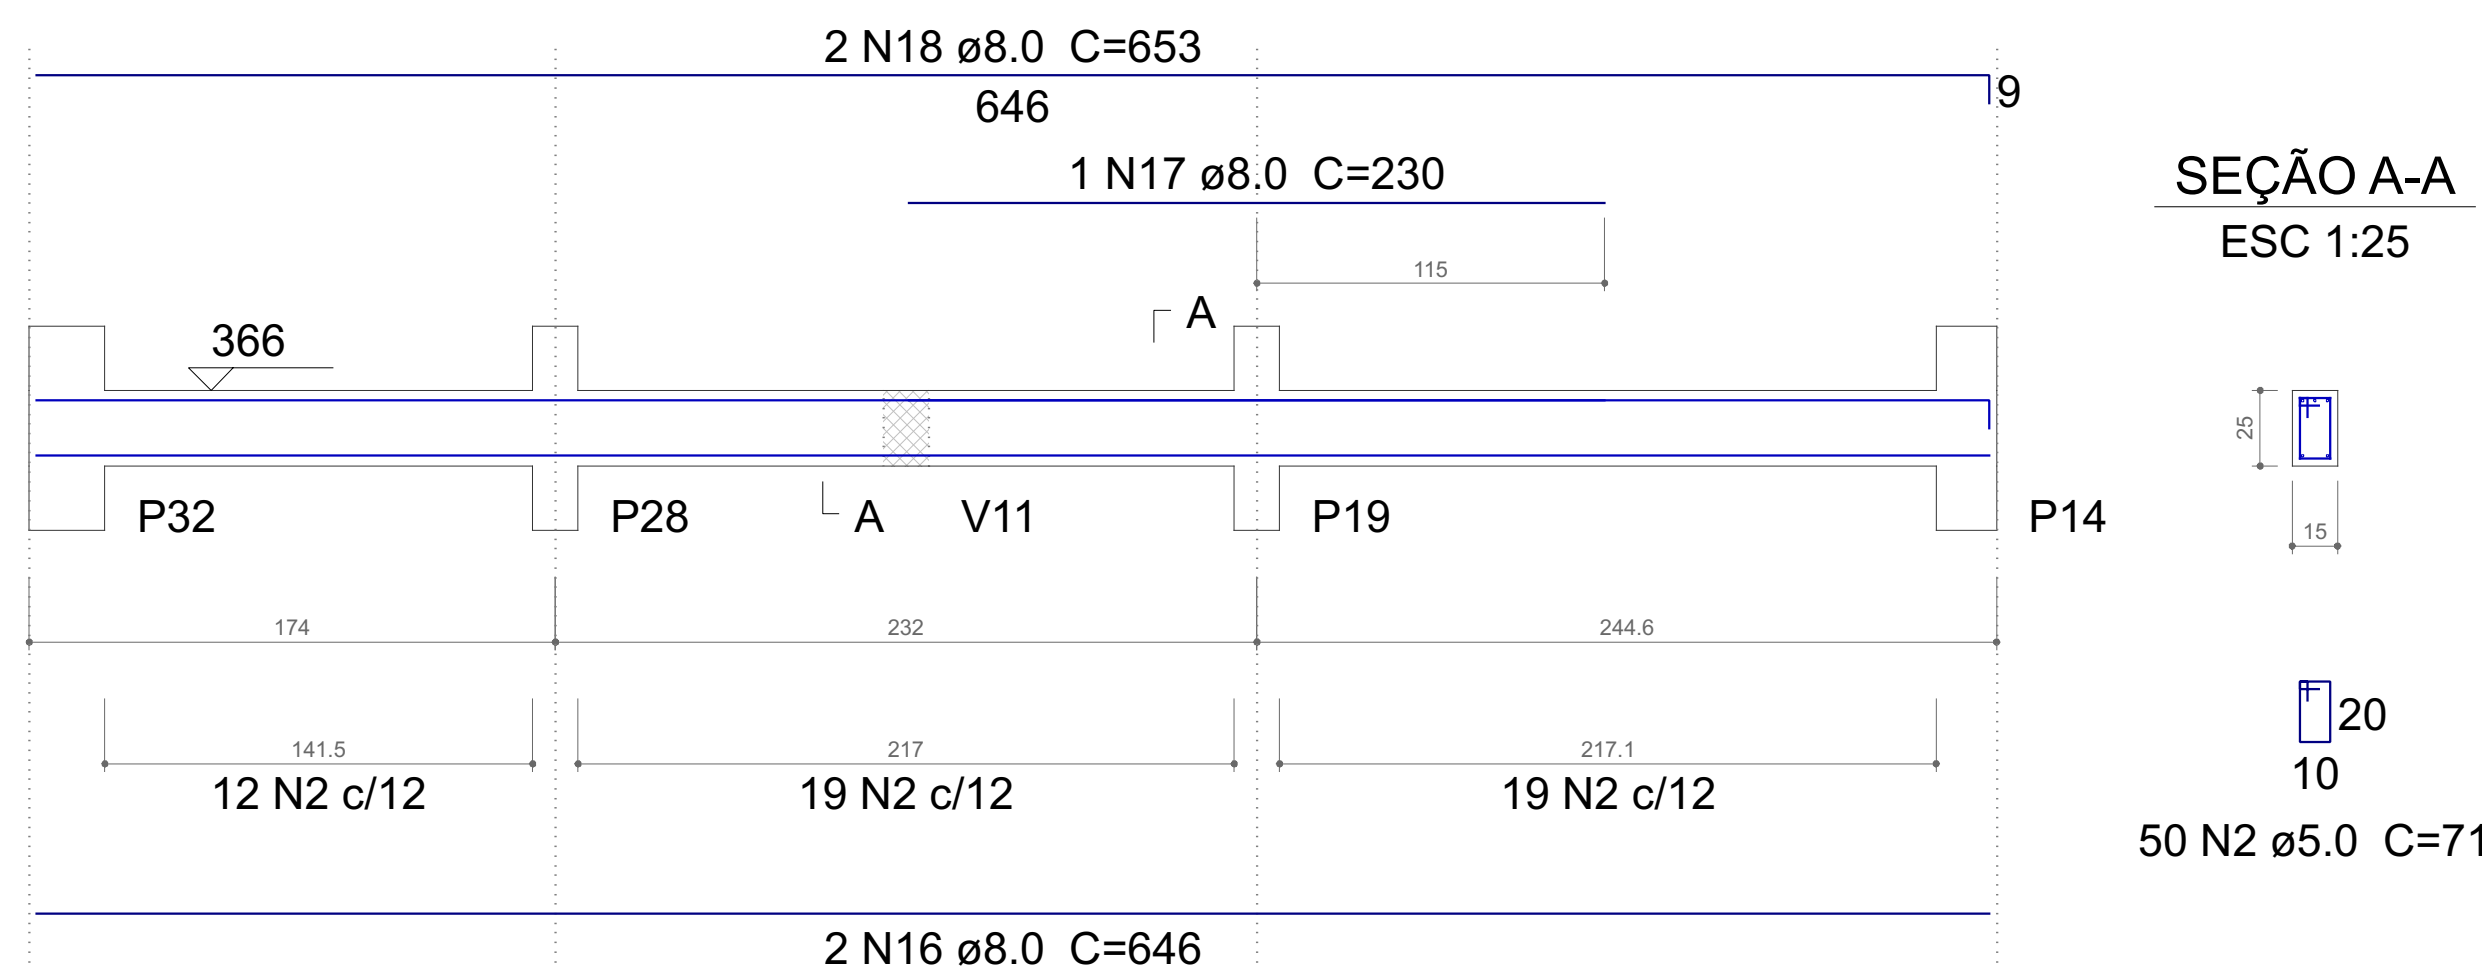 2 N18 ø8.0 C=653
9
646
1 N17 ø8.0 C=230
SEÇÃO A-A
ESC 1:25
115
A
366
25
P32
P28
A
V11
P19
P14
15
174
232
244.6
20
141.5
217
217.1
10
12 N2 c/12
19 N2 c/12
19 N2 c/12
50 N2 ø5.0 C=71
2 N16 ø8.0 C=646